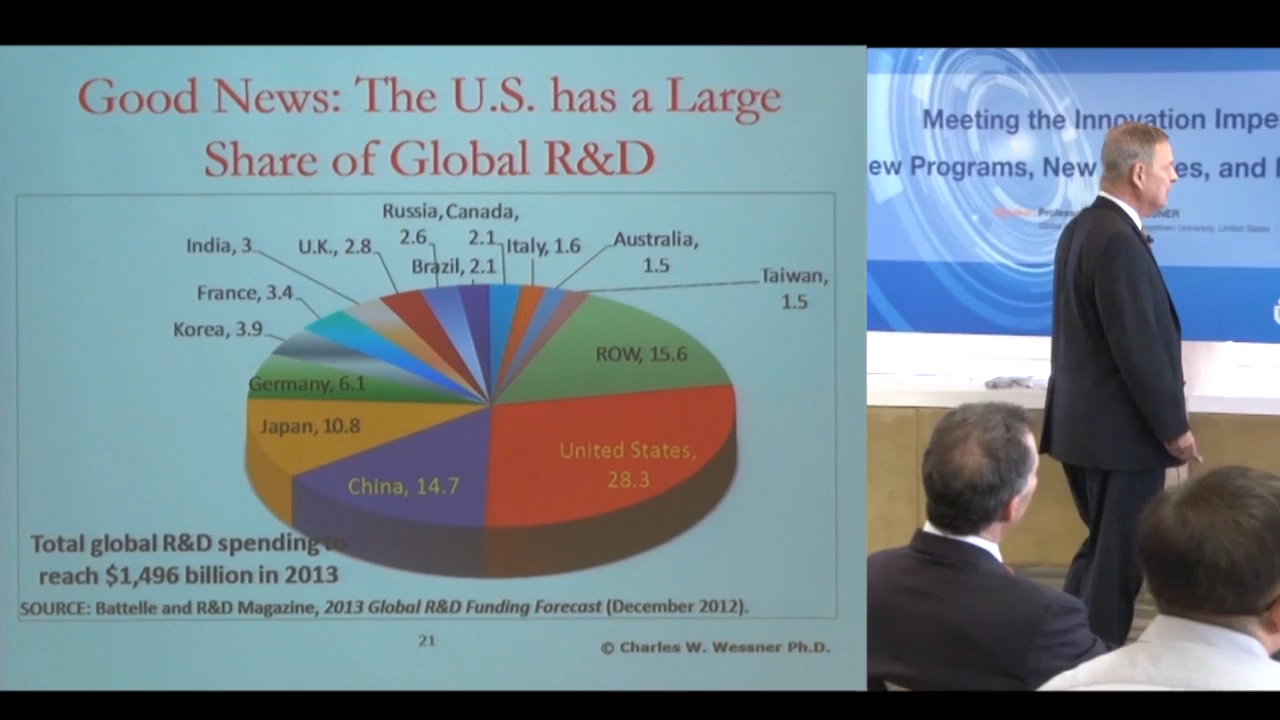 Good News: The U.S. has a Large
Share of Global R&D
Russia, Canada,
2.6 2.1
India, 3
U.K., 2.8
Brazil, 2.1
Italy, 1.6
Australia,
1.5
Taiwan,
1.5
France, 3.4
Korea, 3.9
ROW, 15.6
Germany, 6.1
Japan, 10.8
United States,
28.3
China, 14.7
Total global R&D spending to
reach $1,496 billion in 2013
SOURCE: Battelle and R&D Magazine, 2013 Global R&D Funding Forecast (December 2012).
21
© Charles W. Wessner Ph.D.
Meeting the Innovation Impe
ew Programs, New es, and
University, United States